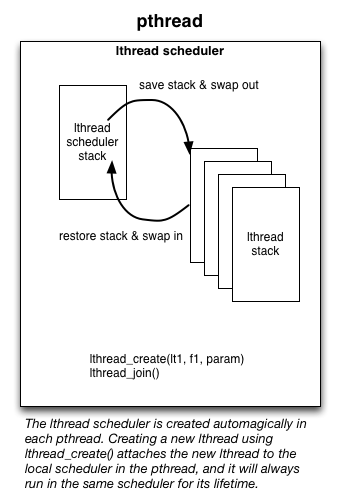 pthread
lthread scheduler
save stack & swap out
lthread
scheduler
stack
restore stack & swap in
lthread
stack
lthread_create(lt1, f1, param)
lthread_join()
The lthread scheduler is created automagically in
each pthread. Creating a new lthread using
lthread_create() attaches the new lthread to the
local scheduler in the pthread, and it will always
run in the same scheduler for its lifetime.